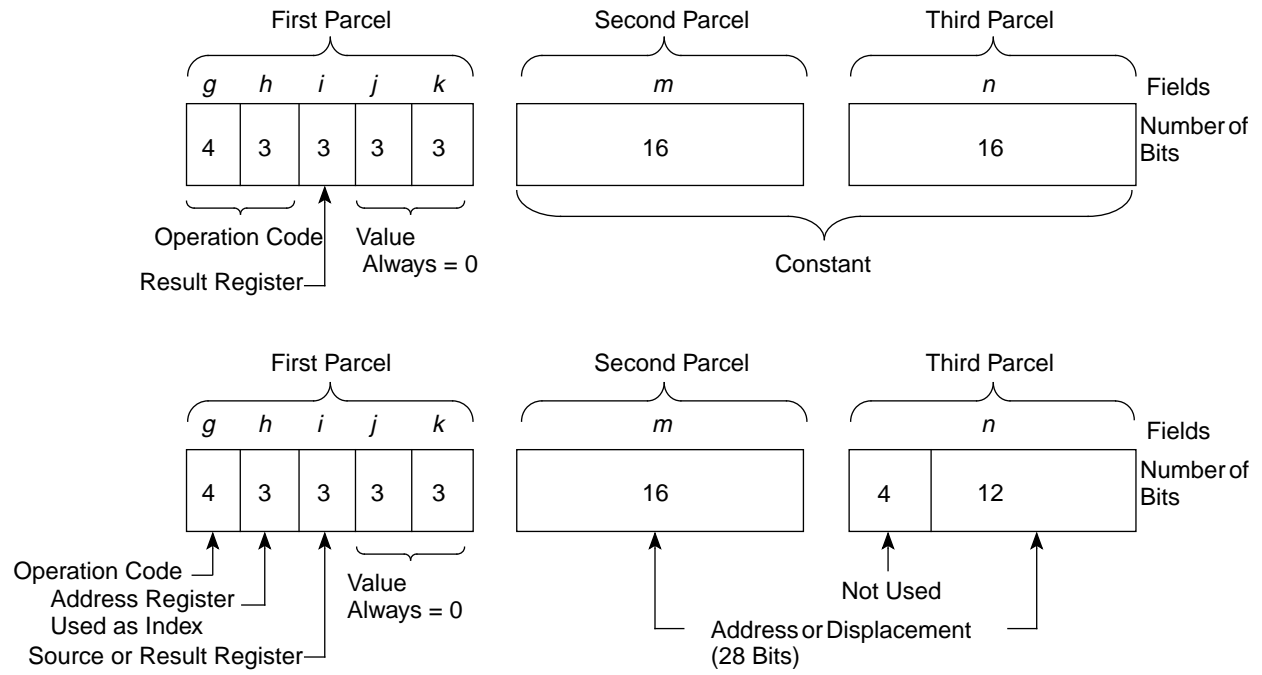 First Parcel Second Parcel Third Parcel
g h i j k m n Fields
4 3 3 3 3 16 16 Number of
Bits
Operation Code Value
Always = 0
Result Register
Constant
First Parcel Second Parcel Third Parcel
g h i j k m n Fields
4 3 3 3 3 16 4 12 Number of
Bits
Operation Code
Address Register
Used as Index
Source or Result Register
Value
Always = 0
Not Used
Address or Displacement
(28 Bits)